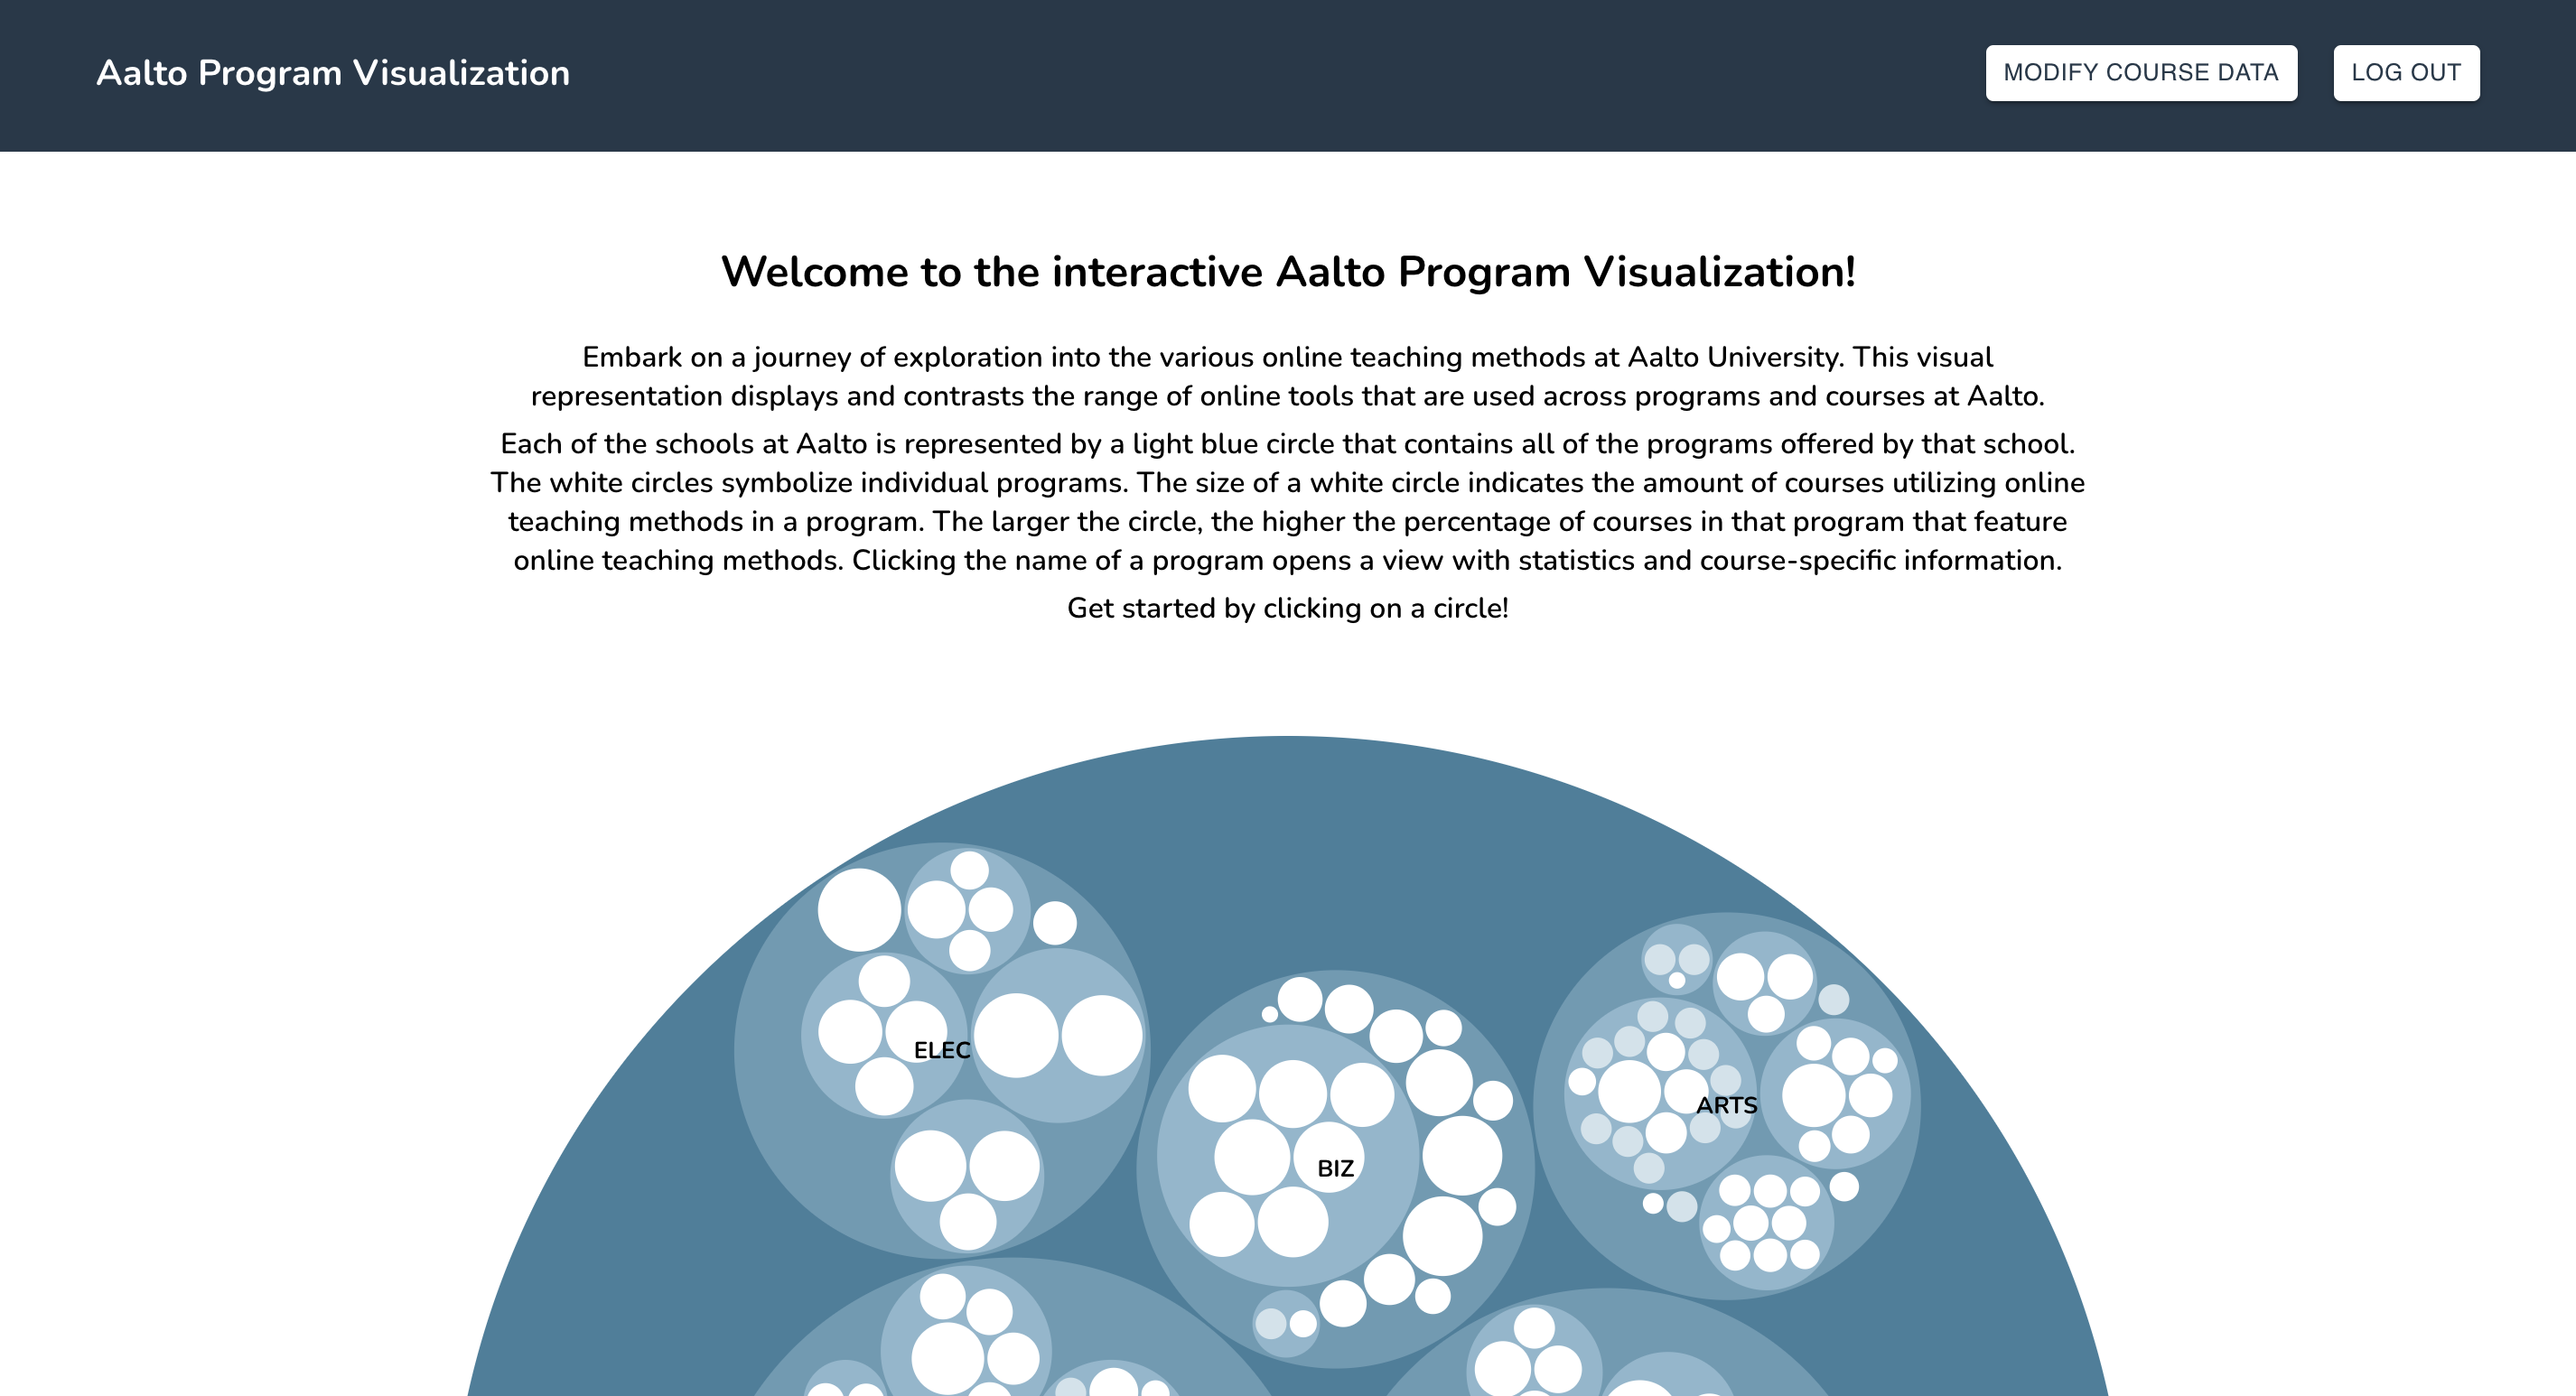 Aalto Program Visualization
MODIFY COURSE DATA
LOG OUT
Welcome to the interactive Aalto Program Visualization!
Embark on a journey of exploration into the various online teaching methods at Aalto University. This visual
representation displays and contrasts the range of online tools that are used across programs and courses at Aalto.
Each of the schools at Aalto is represented by a light blue circle that contains all of the programs offered by that school.
The white circles symbolize individual programs. The size of a white circle indicates the amount of courses utilizing online
teaching methods in a program. The larger the circle, the higher the percentage of courses in that program that feature
online teaching methods. Clicking the name of a program opens a view with statistics and course-specific information.
Get started by clicking on a circle!
ELEC
ARTS
BIZ